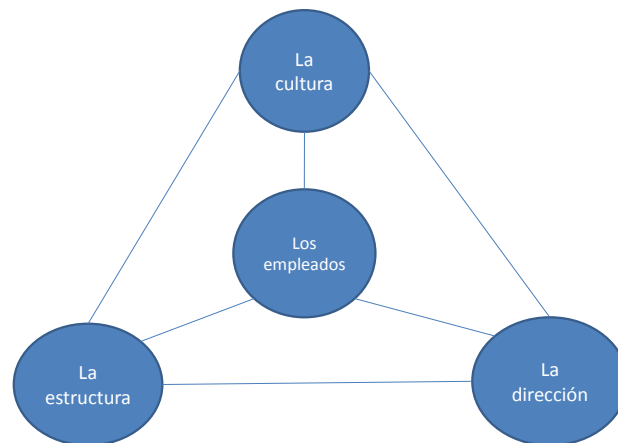 La
cultura
Los
empleados
La
estructura
La
dirección